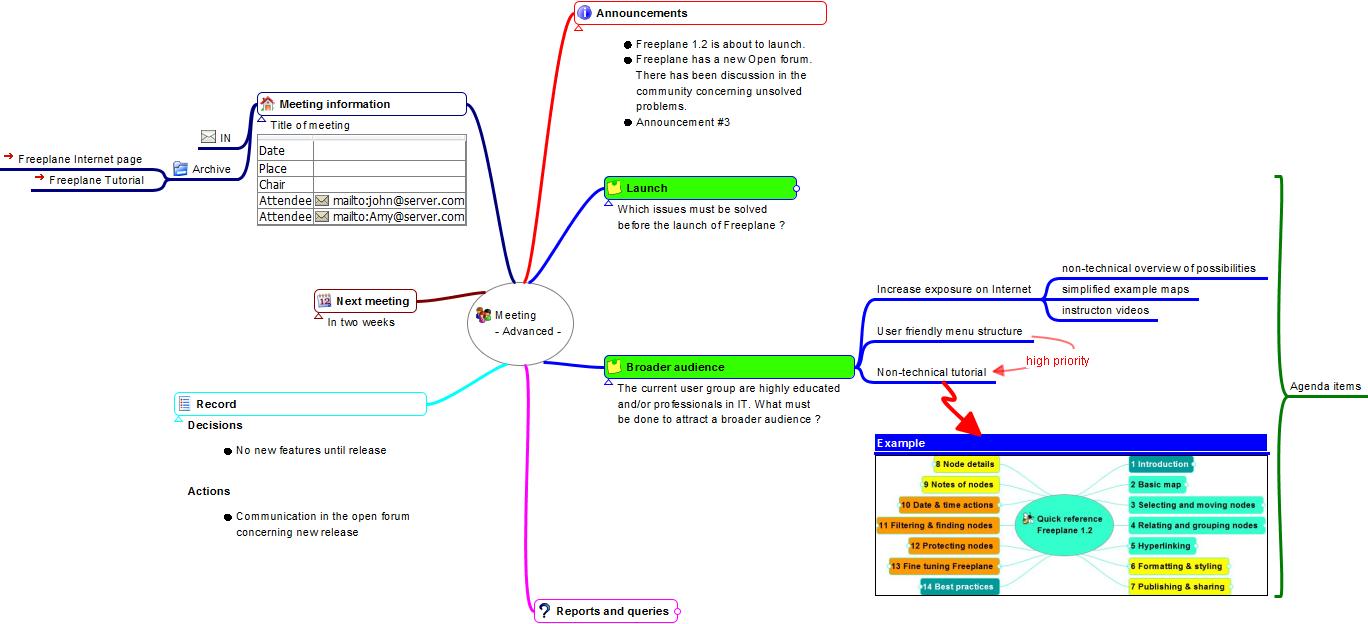 Announcements
Freeplane 1.2 is about to launch.
Freeplane has a new Open forum.
There has been discussion in the
community concerning unsolved
problems.
Announcement #3
Meeting information
Title of meeting
Date
Place
Chair
Attendee mailto:john@server.com
Attendee mailto:Amy@server.com
IN
Archive
Freeplane Internet page
Freeplane Tutorial
Launch
Which issues must be solved
before the launch of Freeplane ?
12
Next meeting
In two weeks
Meeting
- Advanced -
Broader audience
The current user group are highly educated
and/or professionals in IT. What must
be done to attract a broader audience ?
Increase exposure on Internet
non-technical overview of possibilities
simplified example maps
instructon videos
User friendly menu structure
high priority
Non-technical tutorial
Agenda items
Record
Decisions
No new features until release
Actions
Communication in the open forum
concerning new release
Example
8 Node details
9 Notes of nodes
10 Date & time actions
11 Filtering & finding nodes
12 Protecting nodes
13 Fine tuning Freeplane
14 Best practices
Quick reference
Freeplane 1.2
1 Introduction
2 Basic map
3 Selecting and moving nodes
4 Relating and grouping nodes
5 Hyperlinking
6 Formatting & styling
7 Publishing & sharing
? Reports and queries